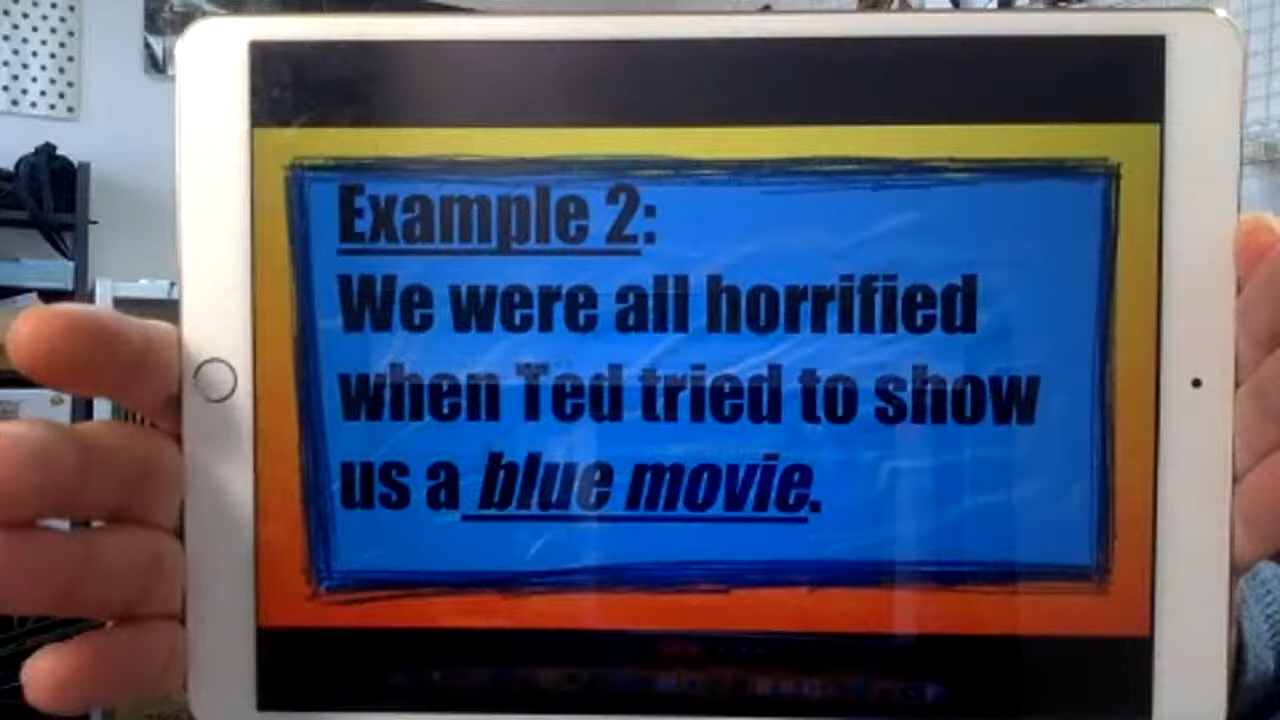 Example 2:
We were all horrified
when Ted tried to show
us a blue movie.